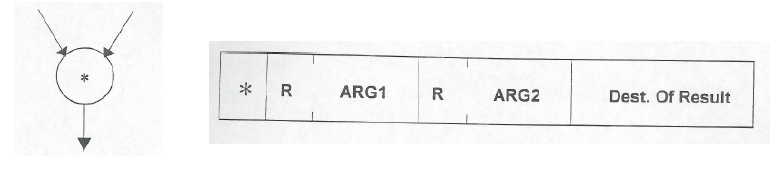 *
* R ARG1 R ARG2 Dest. Of Result